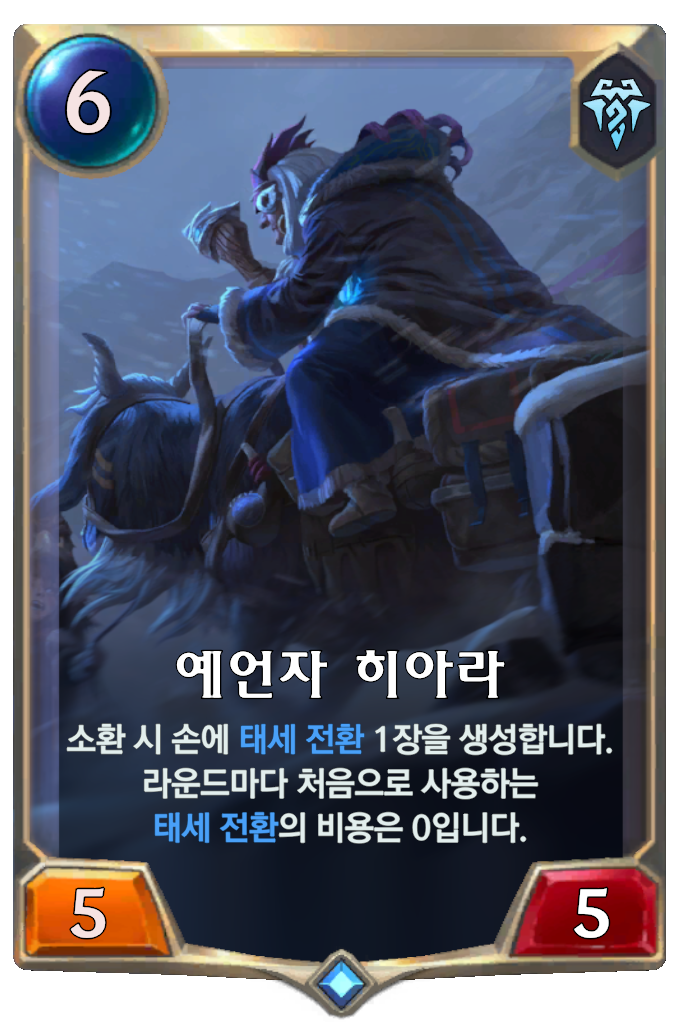 6
예언자 히아라
소환 시 손에 태세 전환 1장을 생성합니다.
라운드마다 처음으로 사용하는
태세 전환의 비용은 0입니다.
5
5